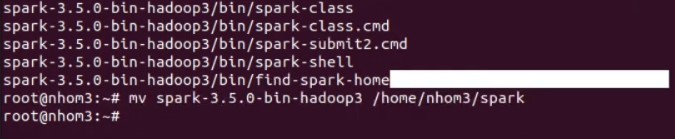 spark-3.5.0-bin-hadoop3/bin/spark-class
spark-3.5.0-bin-hadoop3/bin/spark-class.cmd
spark-3.5.0-bin-hadoop3/bin/spark-submit2.cmd
spark-3.5.0-bin-hadoop3/bin/spark-shell
spark-3.5.0-bin-hadoop3/bin/find-spark-home
root@nhom3:~# mv spark-3.5.0-bin-hadoop3 /home/nhom3/spark
root@nhom3:~#